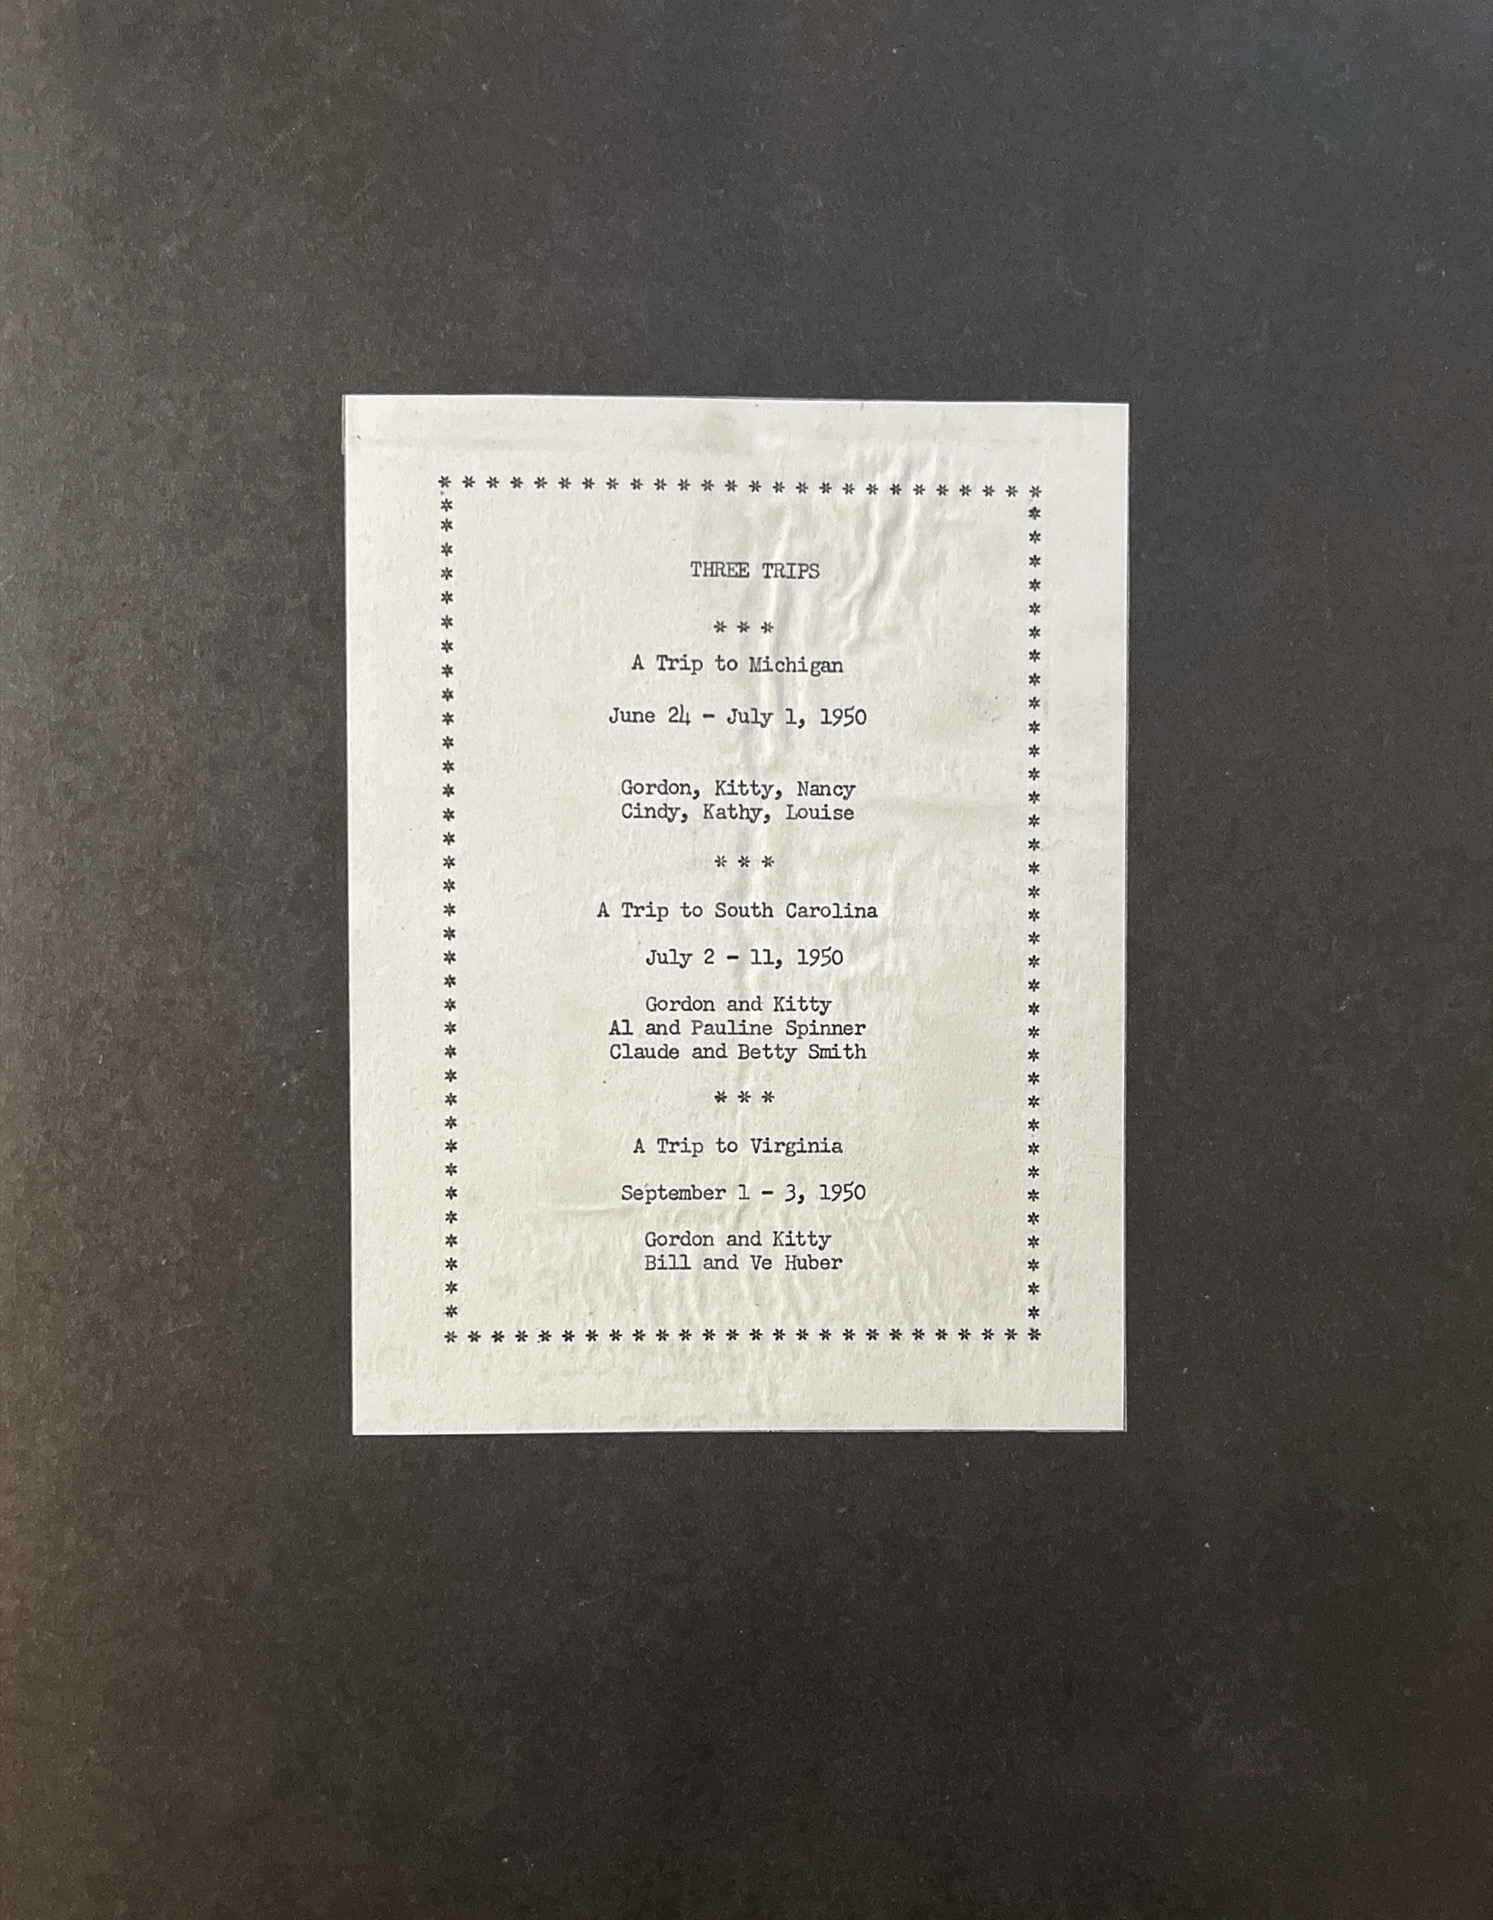 * * * * * * * * * * * * * * * * * * * * * * * * * *
THREE TRIPS
* * *
A Trip to Michigan
June 24 - July 1, 1950
Gordon, Kitty, Nancy
Cindy, Kathy, Louise
* * *
A Trip to South Carolina
July 2 - 11, 1950
Gordon and Kitty
Al and Pauline Spinner
Claude and Betty Smith
* * *
A Trip to Virginia
September 1 - 3, 1950
Gordon and Kitty
Bill and Ve Huber
* * * * * * * * * * * * * * * * * * * * * * * * * *